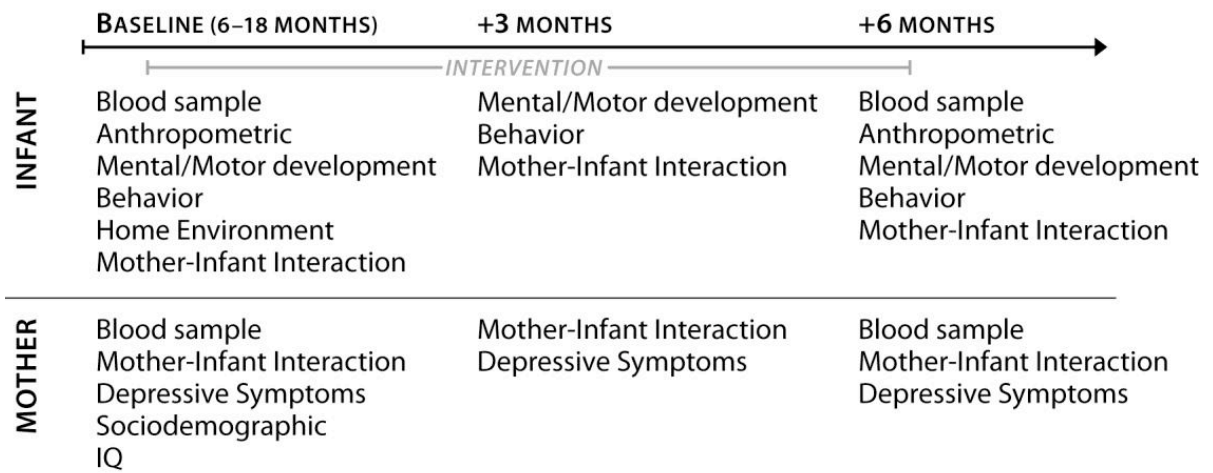 BASELINE (6–18 MONTHS) +3 MONTHS +6 MONTHS
INTERVENTION
INFANT
Blood sample
Anthropometric
Mental/Motor development
Behavior
Home Environment
Mother-Infant Interaction
Mental/Motor development
Behavior
Mother-Infant Interaction
Blood sample
Anthropometric
Mental/Motor development
Behavior
Mother-Infant Interaction
MOTHER
Blood sample
Mother-Infant Interaction
Depressive Symptoms
Sociodemographic
IQ
Mother-Infant Interaction
Depressive Symptoms
Blood sample
Mother-Infant Interaction
Depressive Symptoms